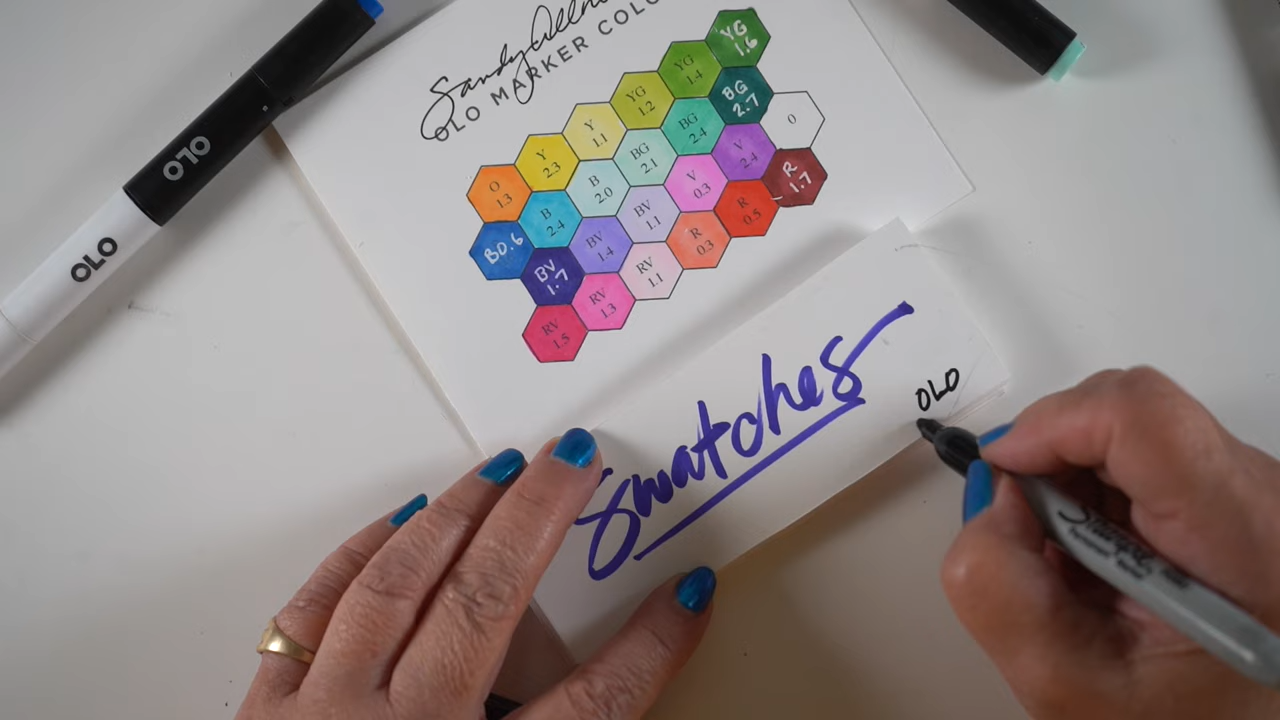 Sandy
OLO MARKER COLO
YG
1.6
YG
1.4
YG
1.2
BG
2.7
Y
1.1
BG
2.4
0
Y
2.3
BG
2.1
V
2.4
R
1.7
O
1.3
B
2.0
V
0.3
B
2.4
BV
1.1
R
0.5
B0.6
BV
1.4
R
0.3
BV
1.7
RV
1.1
RV
1.3
RV
1.5
OLO
OLO
Swatches
OLO
Sharpie